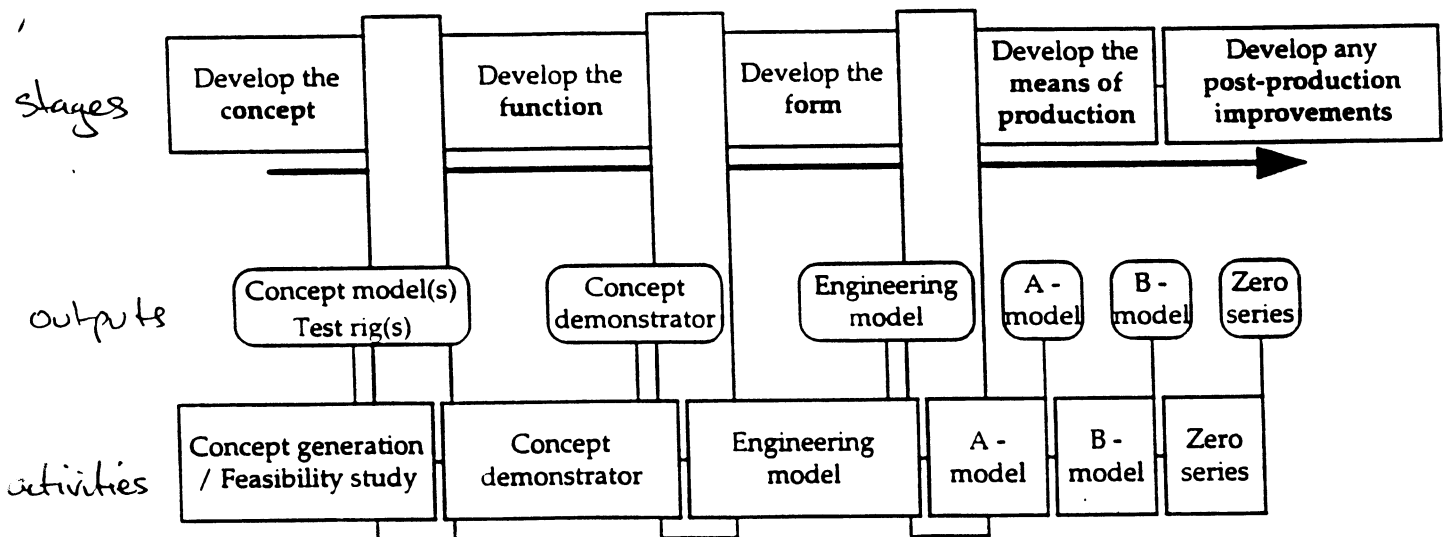 stages
Develop the
concept
Develop the
function
Develop the
form
Develop the
means of
production
Develop any
post-production
improvements
outputs
Concept model(s)
Test rig(s)
Concept
demonstrator
Engineering
model
A -
model
B -
model
Zero
series
activities
Concept generation
/ Feasibility study
Concept
demonstrator
Engineering
model
A -
model
B -
model
Zero
series